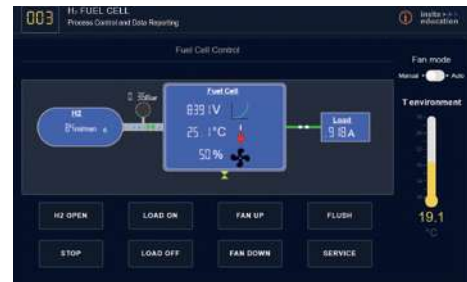 003
H₂ FUEL CELL
Process Control and Data Reporting
education
Fuel Cell Control
Fan mode
Manual
Auto
T environment
H2
Fuel Cell
25.1°C
50%
Load
9.18A
19.1
°C
H2 OPEN
LOAD ON
FAN UP
FLUSH
STOP
LOAD OFF
FAN DOWN
SERVICE